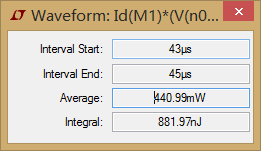 Waveform: Id(M1)*(V(n0...
Interval Start: 43µs
Interval End: 45µs
Average: 440.99mW
Integral: 881.97nJ